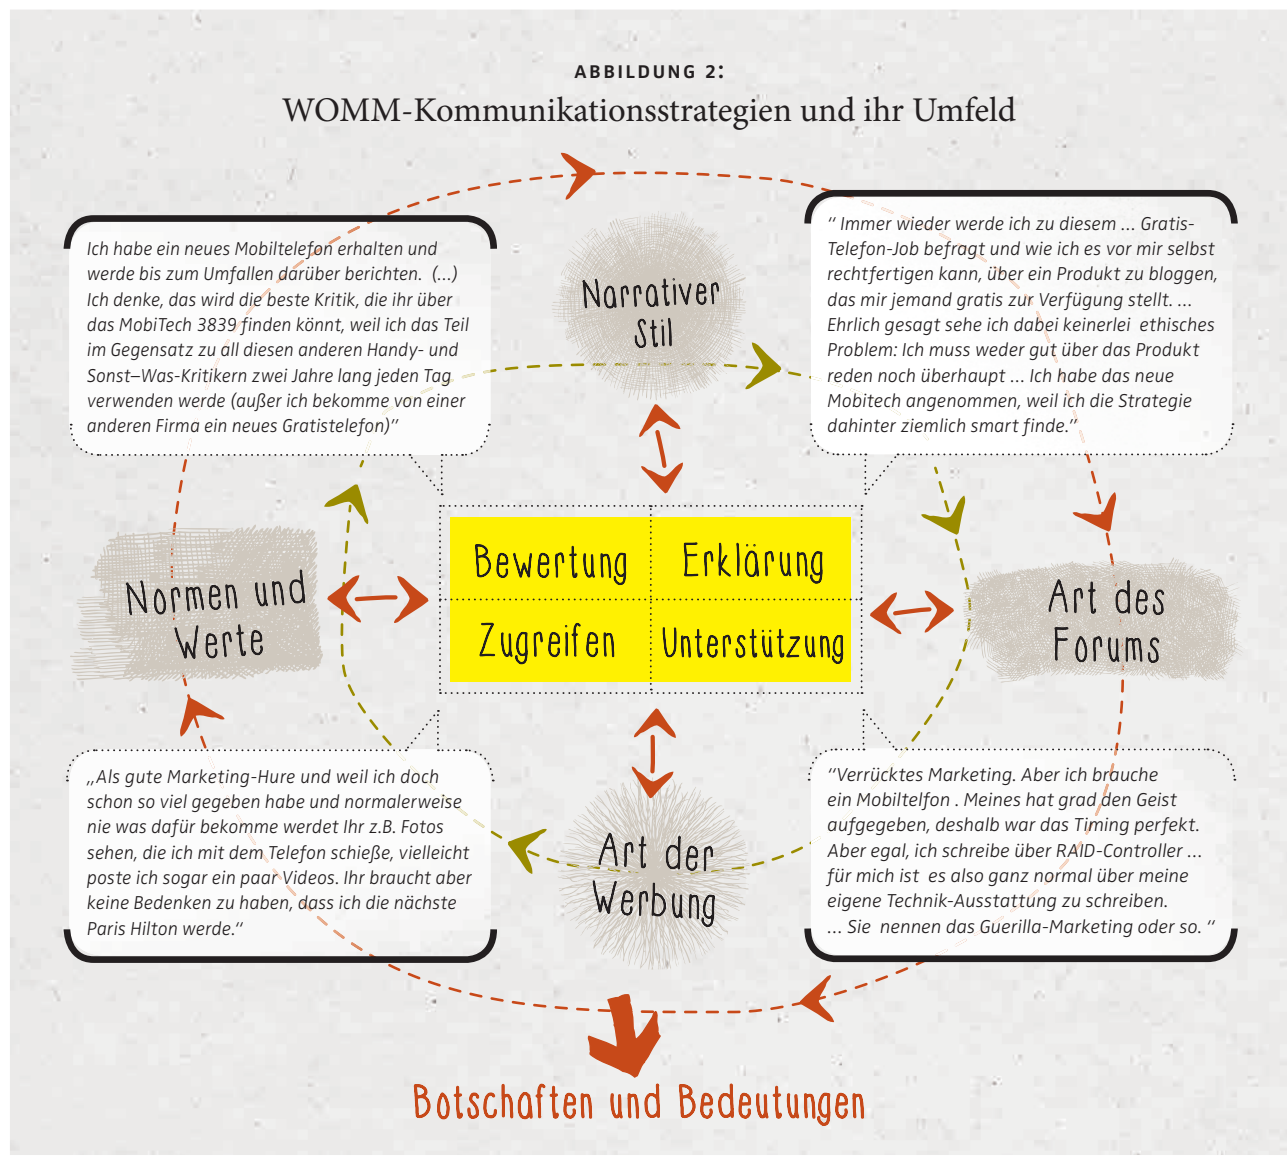 ABBILDUNG 2:
WOMM-Kommunikationsstrategien und ihr Umfeld
Ich habe ein neues Mobiltelefon erhalten und
werde bis zum Umfallen darüber berichten.  (...)
Ich denke, das wird die beste Kritik, die ihr über
das MobiTech 3839 finden könnt, weil ich das Teil
im Gegensatz zu all diesen anderen Handy- und
Sonst–Was-Kritikern zwei Jahre lang jeden Tag
verwenden werde (außer ich bekomme von einer
anderen Firma ein neues Gratistelefon)”
Narrativer
Stil
“ Immer wieder werde ich zu diesem ... Gratis-
Telefon-Job befragt und wie ich es vor mir selbst
rechtfertigen kann, über ein Produkt zu bloggen,
das mir jemand gratis zur Verfügung stellt. ...
Ehrlich gesagt sehe ich dabei keinerlei  ethisches
Problem: Ich muss weder gut über das Produkt
reden noch überhaupt ... Ich habe das neue
Mobitech angenommen, weil ich die Strategie
dahinter ziemlich smart finde.”
Normen und
Werte
Bewertung
Erklärung
Zugreifen
Unterstützung
Art des
Forums
„Als gute Marketing-Hure und weil ich doch
schon so viel gegeben habe und normalerweise
nie was dafür bekomme werdet Ihr z.B. Fotos
sehen, die ich mit dem Telefon schieße, vielleicht
poste ich sogar ein paar Videos. Ihr braucht aber
keine Bedenken zu haben, dass ich die nächste
Paris Hilton werde.“
Art der
Werbung
“Verrücktes Marketing. Aber ich brauche
ein Mobiltelfon . Meines hat grad den Geist
aufgegeben, deshalb war das Timing perfekt.
Aber egal, ich schreibe über RAID-Controller ...
für mich ist  es also ganz normal über meine
eigene Technik-Ausstattung zu schreiben.
... Sie  nennen das Guerilla-Marketing oder so. “
Botschaften und Bedeutungen